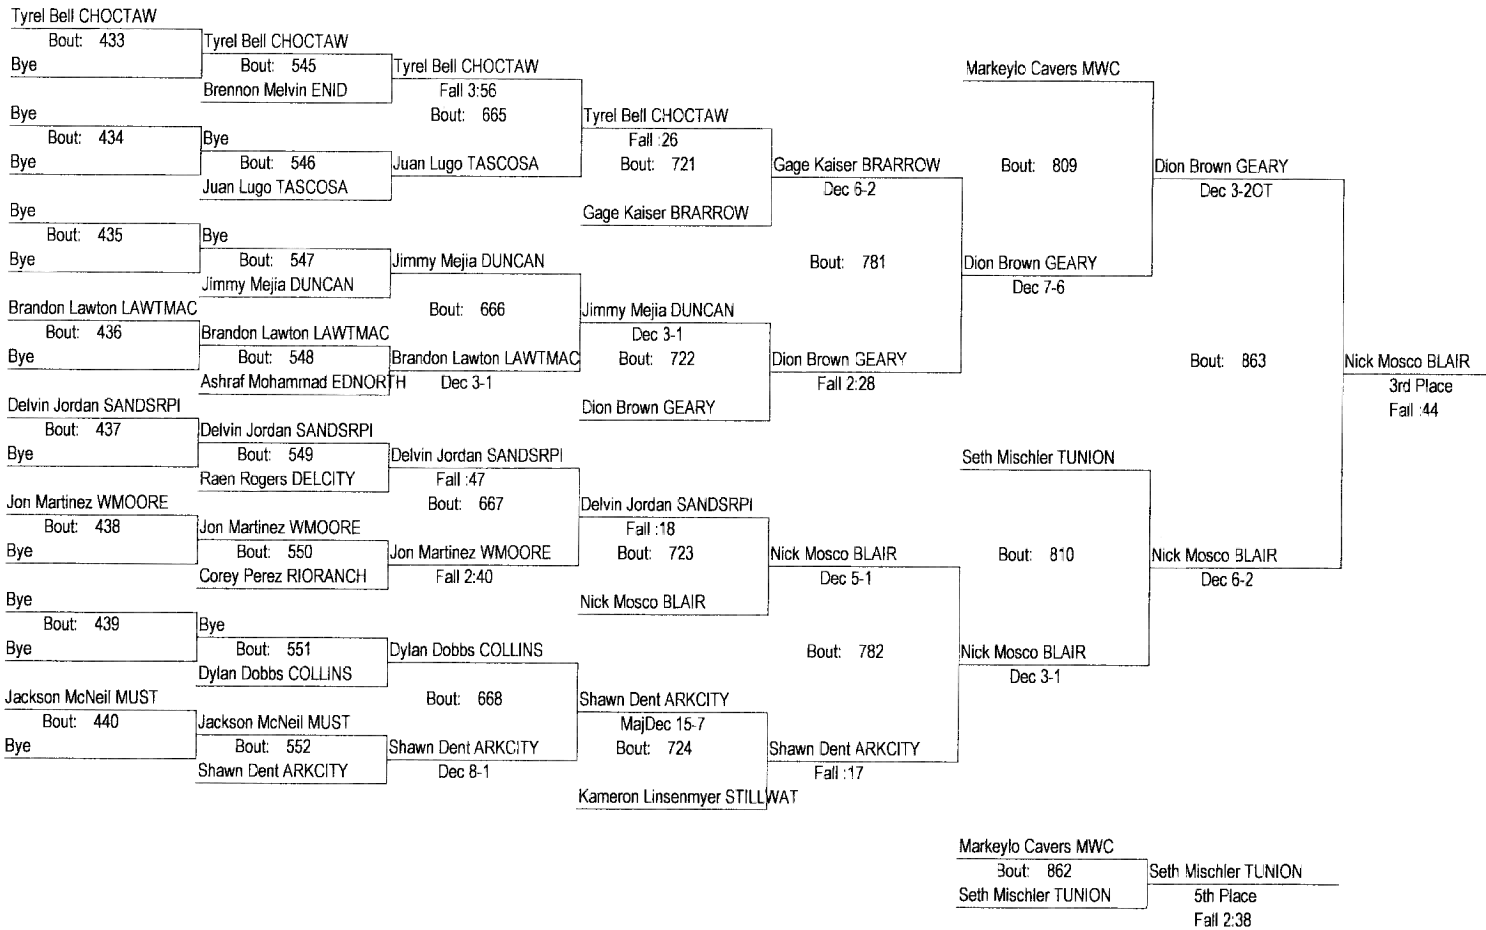 Tyrel Bell CHOCTAW
Bout: 433
Bye
Bye
Bout: 434
Bye
Bye
Bout: 435
Bye
Brandon Lawton LAWTMAC
Bout: 436
Bye
Delvin Jordan SANDSRPI
Bout: 437
Bye
Jon Martinez WMOORE
Bout: 438
Bye
Bye
Bout: 439
Bye
Jackson McNeil MUST
Bout: 440
Bye
Tyrel Bell CHOCTAW
Bout: 545
Brennon Melvin ENID
Bye
Bout: 546
Juan Lugo TASCOSA
Bye
Bout: 547
Jimmy Mejia DUNCAN
Brandon Lawton LAWTMAC
Bout: 548
Ashraf Mohammad EDNORTH
Delvin Jordan SANDSRPI
Bout: 549
Raen Rogers DELCITY
Jon Martinez WMOORE
Bout: 550
Corey Perez RIORANCH
Bye
Bout: 551
Dylan Dobbs COLLINS
Jackson McNeil MUST
Bout: 552
Shawn Dent ARKCITY
Tyrel Bell CHOCTAW
Fall 3:56
Bout: 665
Juan Lugo TASCOSA
Jimmy Mejia DUNCAN
Bout: 666
Brandon Lawton LAWTMAC
Dec 3-1
Delvin Jordan SANDSRPI
Fall :47
Bout: 667
Jon Martinez WMOORE
Fall 2:40
Dylan Dobbs COLLINS
Bout: 668
Shawn Dent ARKCITY
Dec 8-1
Tyrel Bell CHOCTAW
Fall :26
Bout: 721
Gage Kaiser BRARROW
Jimmy Mejia DUNCAN
Dec 3-1
Bout: 722
Dion Brown GEARY
Delvin Jordan SANDSRPI
Fall :18
Bout: 723
Nick Mosco BLAIR
Shawn Dent ARKCITY
MajDec 15-7
Bout: 724
Kameron Linsenmyer STILLWAT
Gage Kaiser BRARROW
Dec 6-2
Bout: 781
Dion Brown GEARY
Fall 2:28
Nick Mosco BLAIR
Dec 5-1
Bout: 782
Shawn Dent ARKCITY
Fall :17
Markeylo Cavers MWC
Bout: 809
Dion Brown GEARY
Dec 7-6
Seth Mischler TUNION
Bout: 810
Nick Mosco BLAIR
Dec 3-1
Dion Brown GEARY
Dec 3-2OT
Bout: 863
Nick Mosco BLAIR
Dec 6-2
Nick Mosco BLAIR
3rd Place
Fall :44
Markeylo Cavers MWC
Bout: 862
Seth Mischler TUNION
Seth Mischler TUNION
5th Place
Fall 2:38